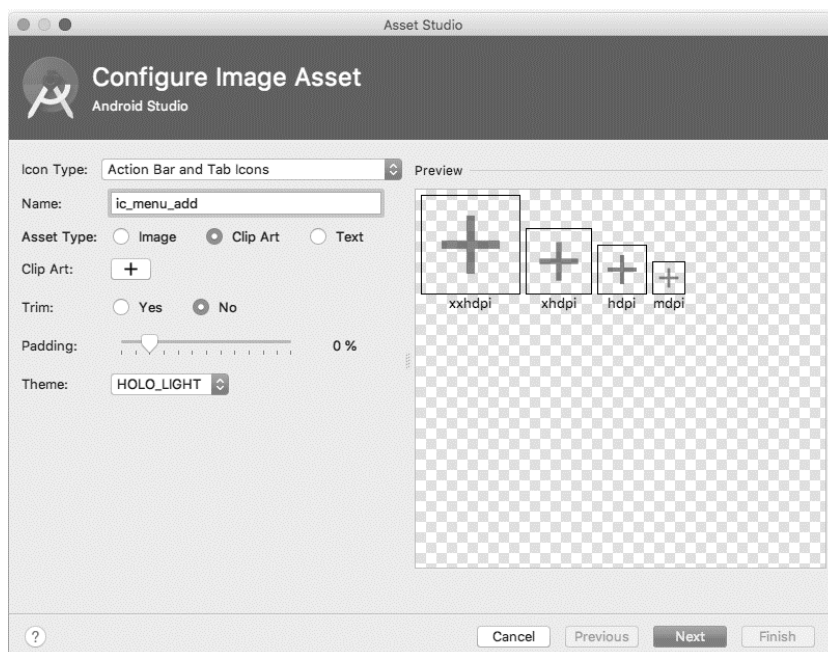 Asset Studio
Configure Image Asset
Android Studio
Icon Type: Action Bar and Tab Icons
Name: ic_menu_add
Asset Type: Image Clip Art Text
Clip Art:
Trim: Yes No
Padding: 0 %
Theme: HOLO_LIGHT
Preview
xxhdpi xhdpi hdpi mdpi
? Cancel Previous Next Finish